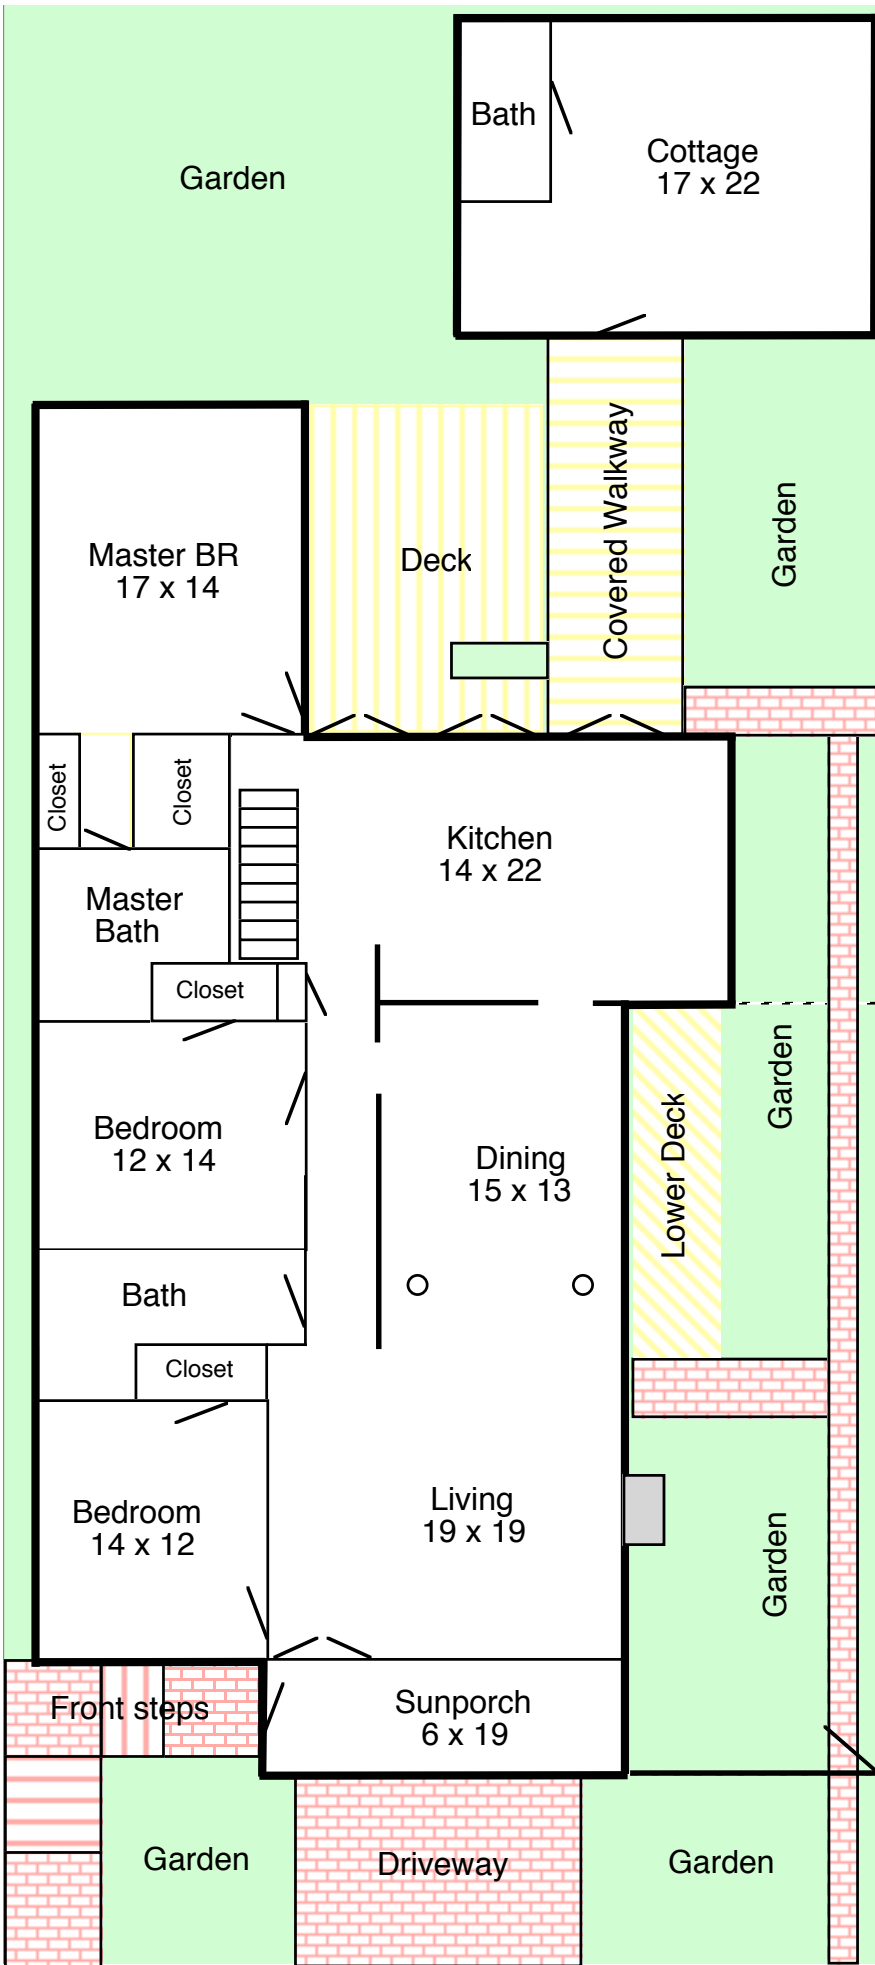 Bath
Cottage
17 x 22
Garden
Covered Walkway
Garden
Master BR
17 x 14
Deck
Closet
Closet
Kitchen
14 x 22
Master
Bath
Closet
Garden
Lower Deck
Bedroom
12 x 14
Dining
15 x 13
Bath
Closet
Living
19 x 19
Bedroom
14 x 12
Garden
Front steps
Sunporch
6 x 19
Garden
Driveway
Garden